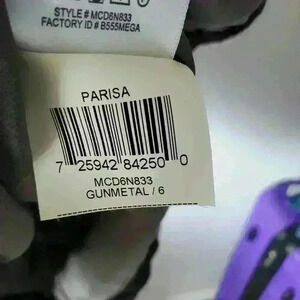 STYLE # MCD6N833
FACTORY ID # B555MEGA
PARISA
7 25942 84250 0
MCD6N833
GUNMETAL / 6